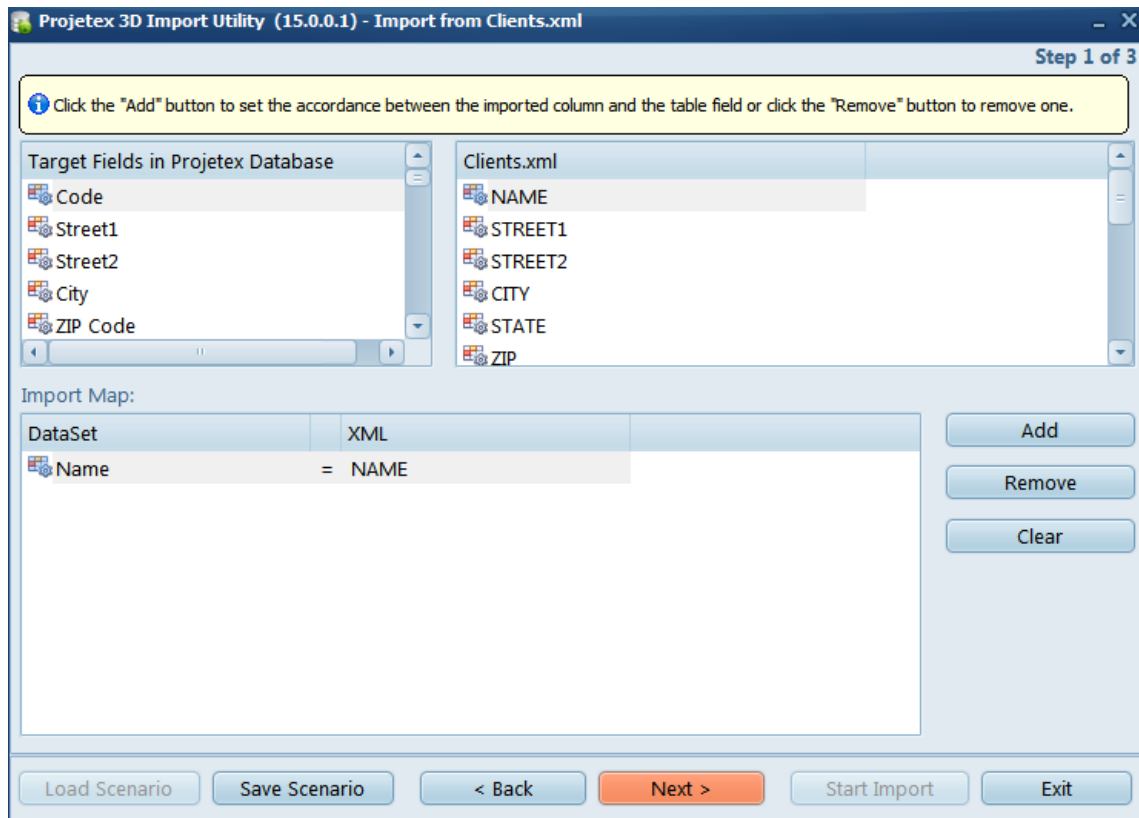 Projetex 3D Import Utility (15.0.0.1) - Import from Clients.xml
Step 1 of 3
Click the "Add" button to set the accordance between the imported column and the table field or click the "Remove" button to remove one.
Target Fields in Projetex Database
Code
Street1
Street2
City
ZIP Code
Clients.xml
NAME
STREET1
STREET2
CITY
STATE
ZIP
Import Map:
DataSet XML
Name = NAME
Add
Remove
Clear
Load Scenario Save Scenario < Back Next > Start Import Exit